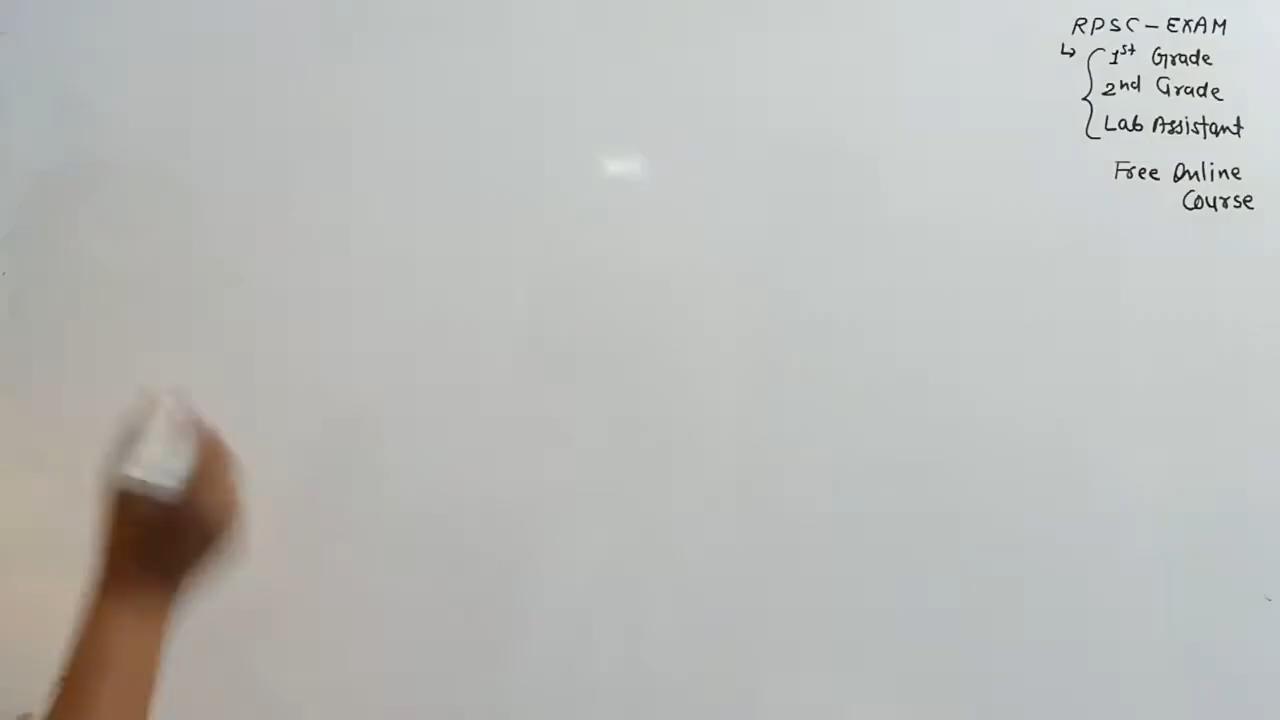 RPSC - EXAM
↳ { 1st Grade
2nd Grade
Lab Assistant
Free Online
Course